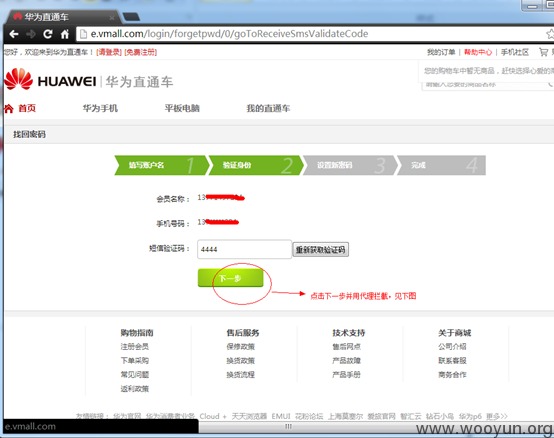 华为直通车
e.vmall.com/login/forgetpwd/0/goToReceiveSmsValidateCode
您好，欢迎来到华为直通车！ [请登录] [免费注册] 我的订单 | 帮助中心 | 手机社区
您的购物车中暂无商品，赶快选择心爱的
HUAWEI | 华为直通车
首页 华为手机 平板电脑 我的直通车
找回密码
填写账户名 1 验证身份 2 设置新密码 3 完成 4
会员名称：
手机号码：
短信验证码： 4444 重新获取验证码
下一步
点击下一步并用代理拦截，见下图
购物指南 售后服务 技术支持 关于商城
注册会员 保修政策 售后网点 公司介绍
下单采购 换货政策 产品故障 联系客服
常见问题 换货流程 产品手册 商务合作
返利政策
友情链接： 华为官网 华为消费者业务 Cloud + 天天浏览器 EMUI 花粉论坛 上海莫塞尔 爱旅官网 智汇云 钻石小鸟 华为p6 更多>>
e.vmall.com
www.wooyun.org